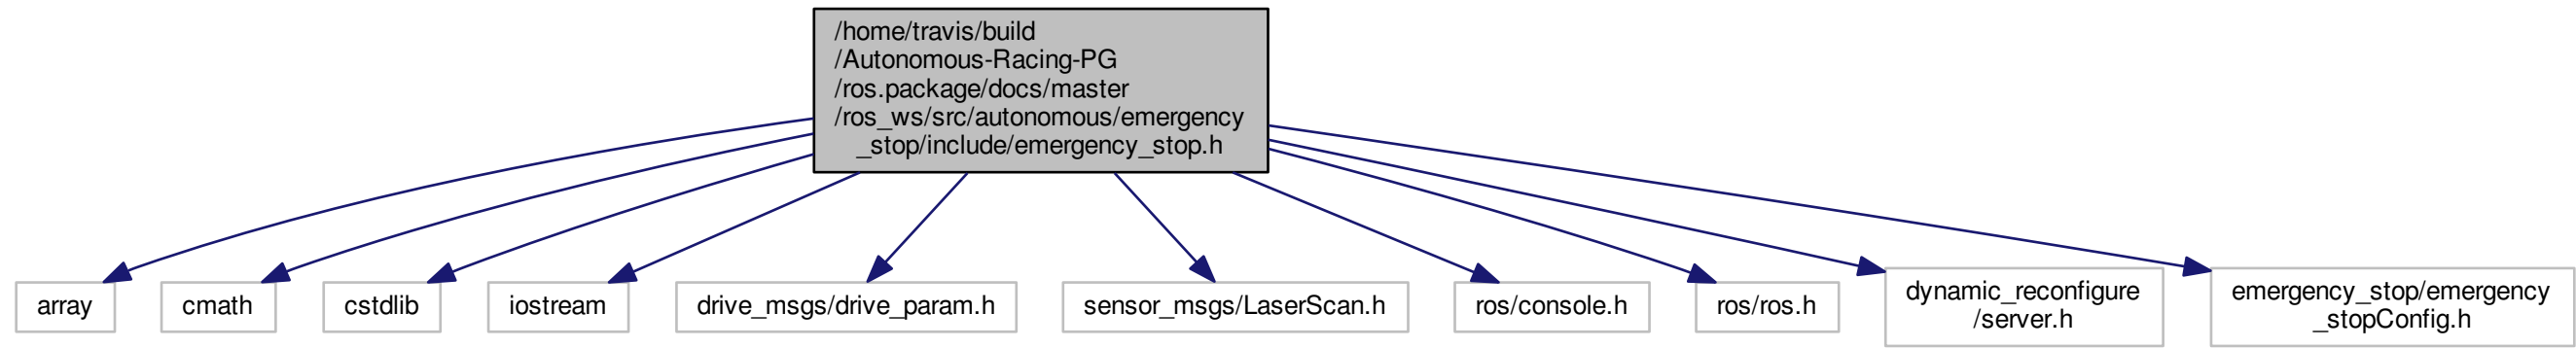 /home/travis/build
/Autonomous-Racing-PG
/ros.package/docs/master
/ros_ws/src/autonomous/emergency
_stop/include/emergency_stop.h
array
cmath
cstdlib
iostream
drive_msgs/drive_param.h
sensor_msgs/LaserScan.h
ros/console.h
ros/ros.h
dynamic_reconfigure
/server.h
emergency_stop/emergency
_stopConfig.h